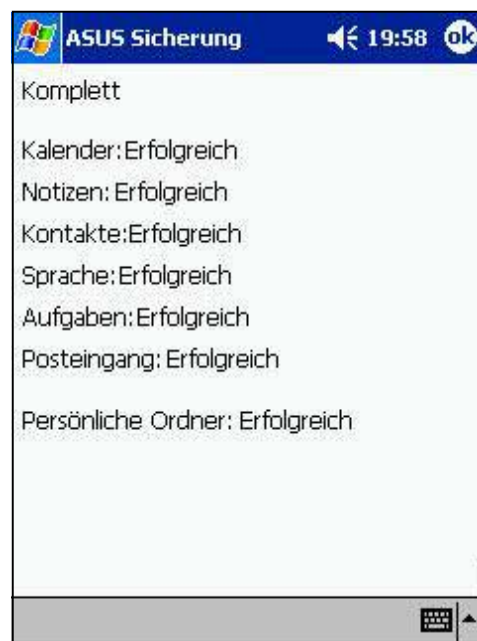 ASUS Sicherung 19:58 ok
Komplett
Kalender:Erfolgreich
Notizen: Erfolgreich
Kontakte:Erfolgreich
Sprache:Erfolgreich
Aufgaben:Erfolgreich
Posteingang: Erfolgreich
Persönliche Ordner: Erfolgreich